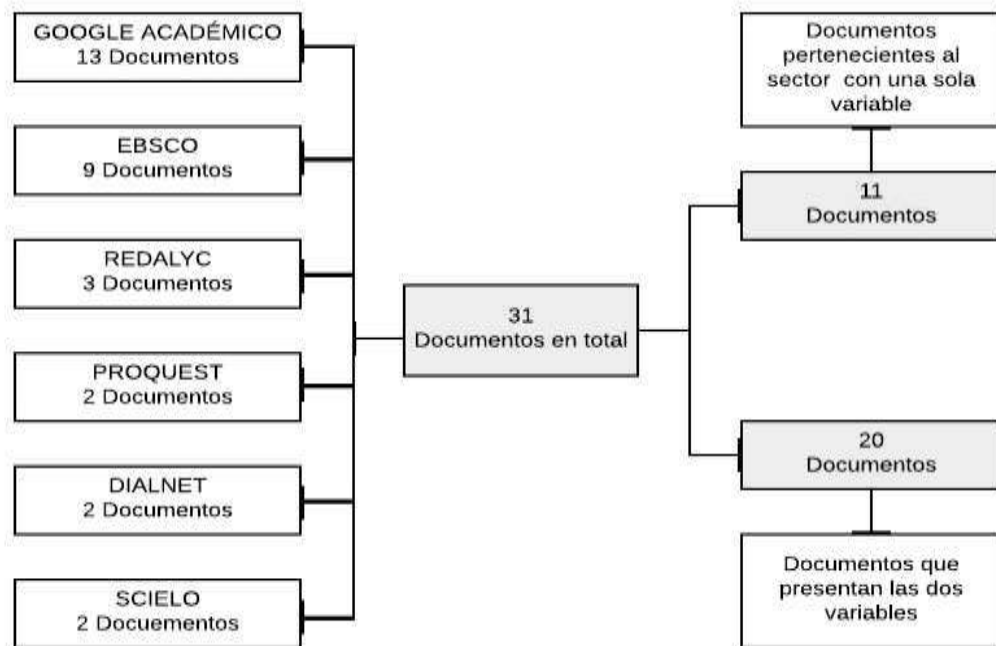 GOOGLE ACADÉMICO
13 Documentos
EBSCO
9 Documentos
REDALYC
3 Documentos
PROQUEST
2 Documentos
DIALNET
2 Documentos
SCIELO
2 Docuementos
31
Documentos en total
Documentos
pertenecientes al
sector con una sola
variable
11
Documentos
20
Documentos
Documentos que
presentan las dos
variables